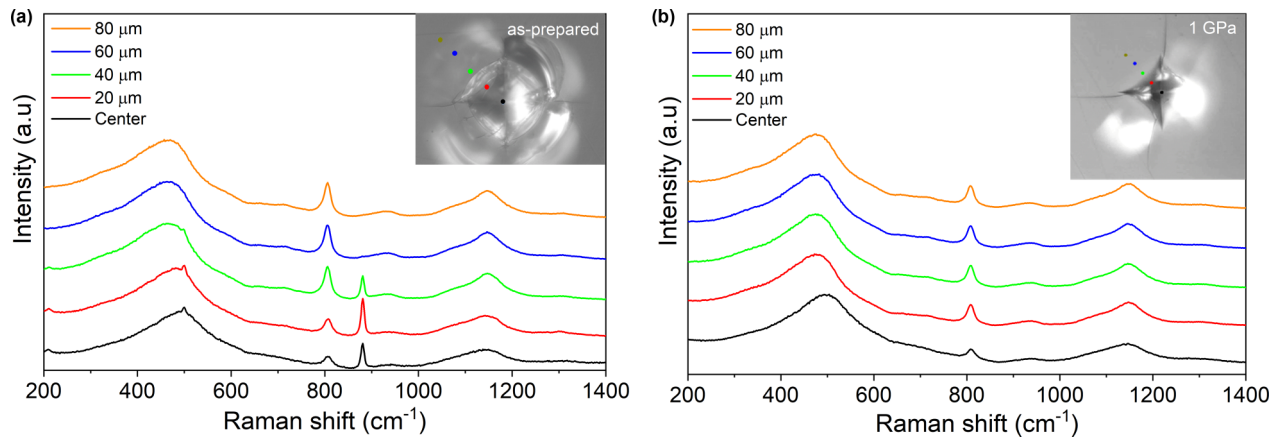 (a)
80 μm
60 μm
40 μm
20 μm
Center
as-prepared
Intensity (a.u)
200 400 600 800 1000 1200 1400
Raman shift (cm-1)
(b)
80 μm
60 μm
40 μm
20 μm
Center
1 GPa
Intensity (a.u)
200 400 600 800 1000 1200 1400
Raman shift (cm-1)